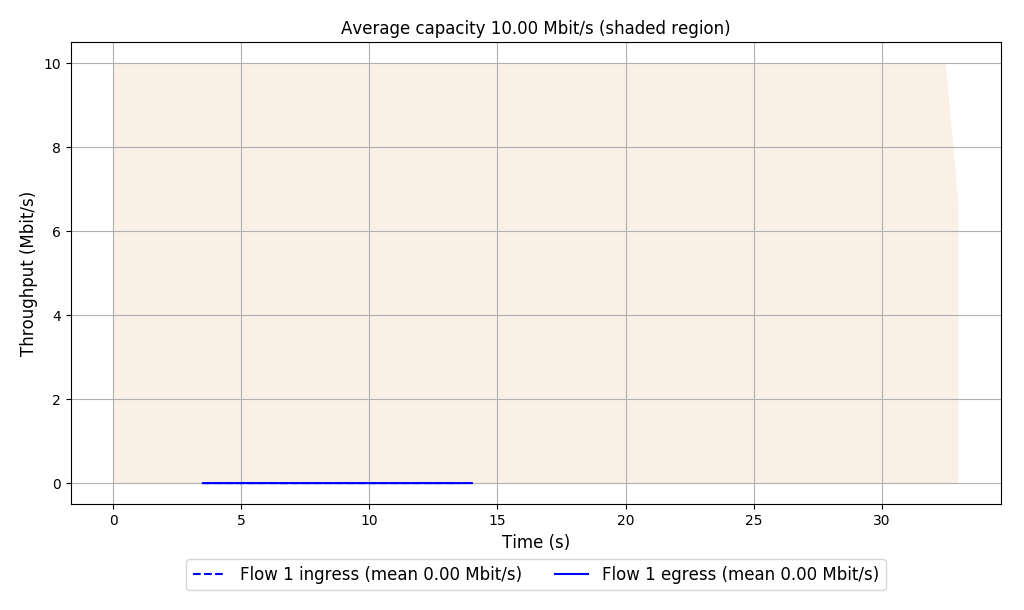 Average capacity 10.00 Mbit/s (shaded region)
10
8
6
4
2
0
Throughput (Mbit/s)
0 5 10 15 20 25 30
Time (s)
Flow 1 ingress (mean 0.00 Mbit/s) Flow 1 egress (mean 0.00 Mbit/s)